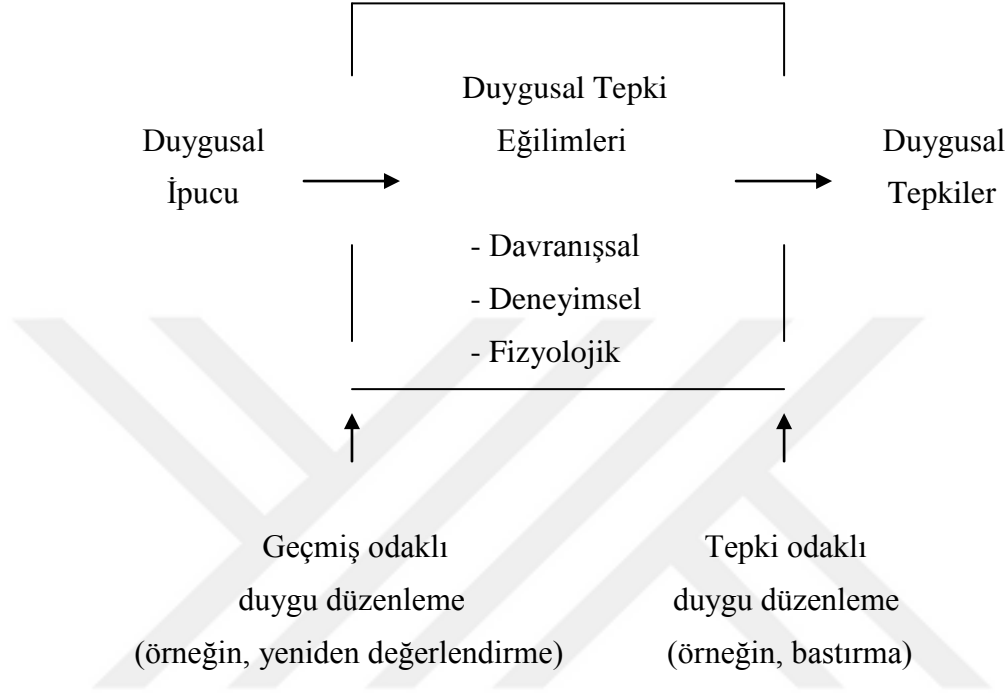 Duygusal Tepki
Eğilimleri
Duygusal
İpucu
Duygusal
Tepkiler
- Davranışsal
- Deneyimsel
- Fizyolojik
Geçmiş odaklı
duygu düzenleme
(örneğin, yeniden değerlendirme)
Tepki odaklı
duygu düzenleme
(örneğin, bastırma)